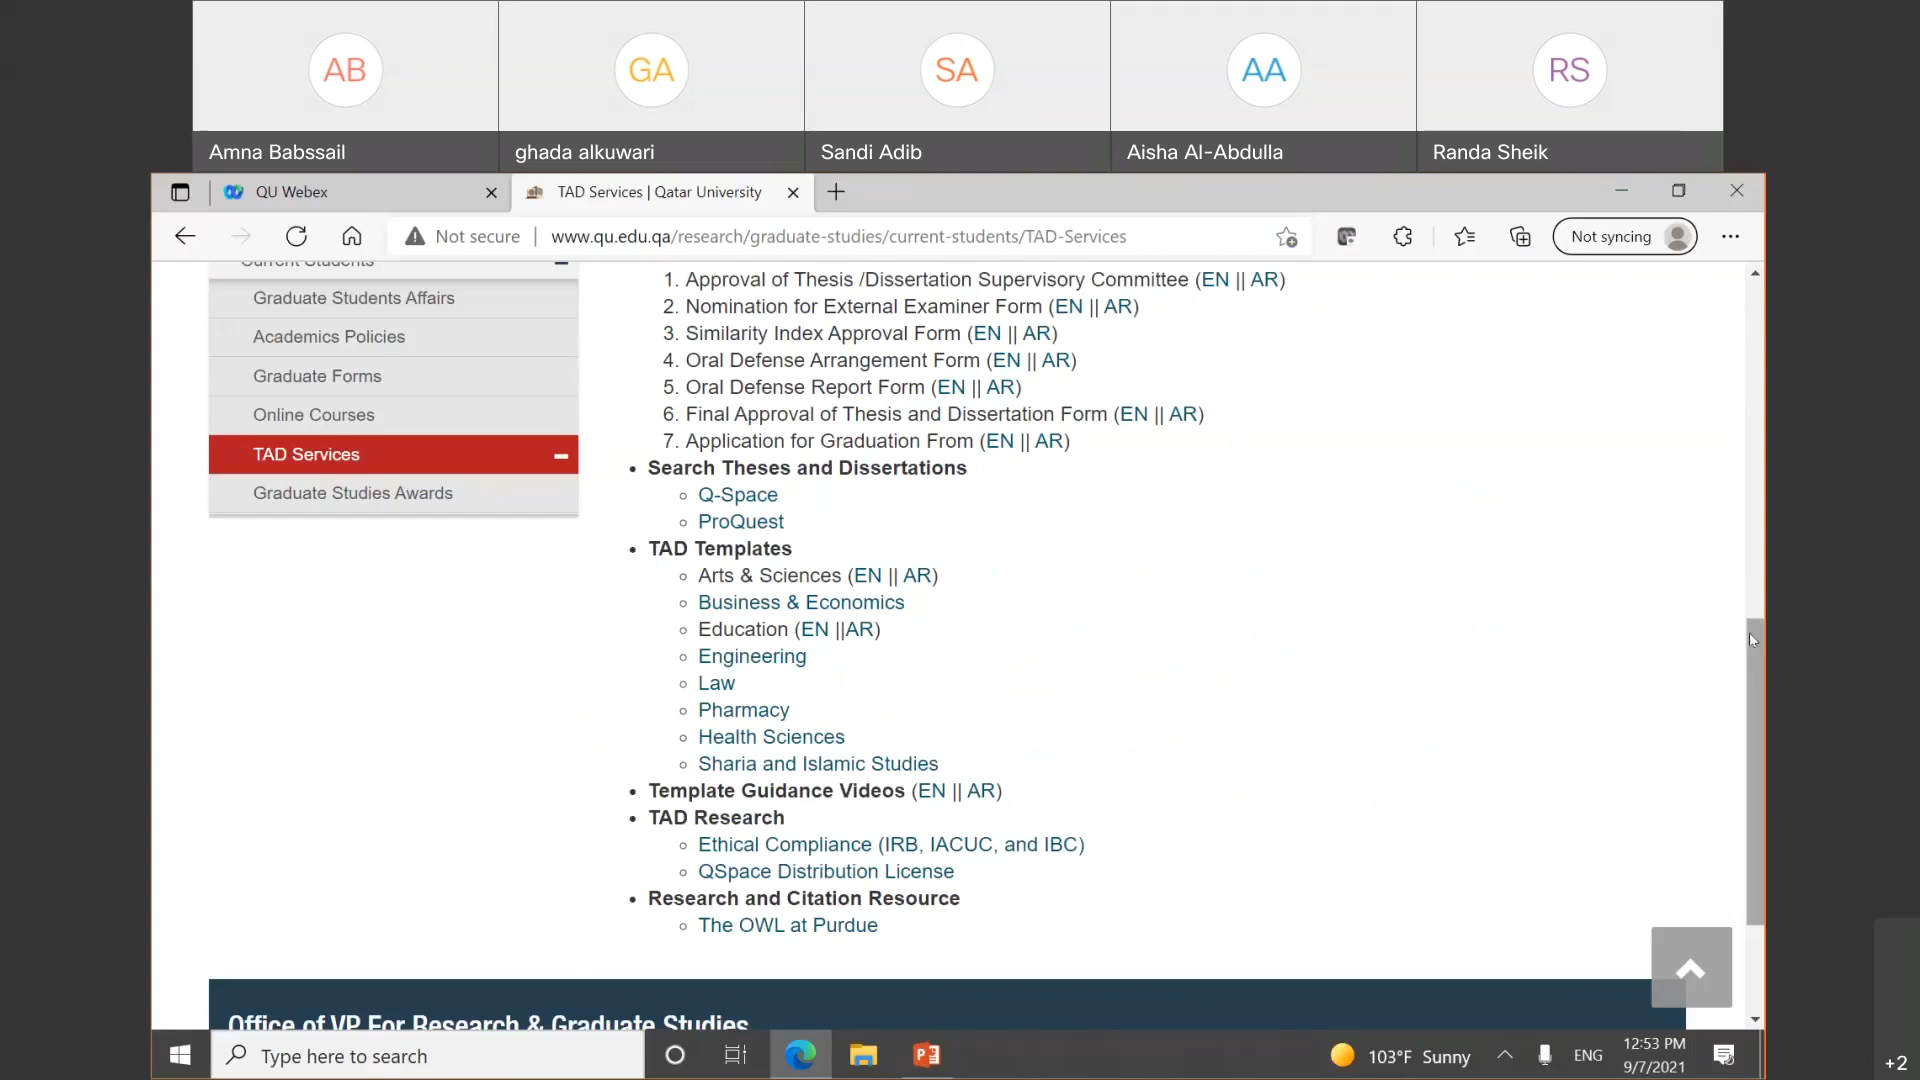 AB
GA
SA
AA
RS
Amna Babssail
ghada alkuwari
Sandi Adib
Aisha Al-Abdulla
Randa Sheik
QU Webex
TAD Services | Qatar University
Not secure
www.qu.edu.qa/research/graduate-studies/current-students/TAD-Services
Not syncing
Current Students
Graduate Students Affairs
Academics Policies
Graduate Forms
Online Courses
TAD Services
Graduate Studies Awards
1. Approval of Thesis /Dissertation Supervisory Committee (EN || AR)
2. Nomination for External Examiner Form (EN || AR)
3. Similarity Index Approval Form (EN || AR)
4. Oral Defense Arrangement Form (EN || AR)
5. Oral Defense Report Form (EN || AR)
6. Final Approval of Thesis and Dissertation Form (EN || AR)
7. Application for Graduation From (EN || AR)
Search Theses and Dissertations
Q-Space
ProQuest
TAD Templates
Arts & Sciences (EN || AR)
Business & Economics
Education (EN ||AR)
Engineering
Law
Pharmacy
Health Sciences
Sharia and Islamic Studies
Template Guidance Videos (EN || AR)
TAD Research
Ethical Compliance (IRB, IACUC, and IBC)
QSpace Distribution License
Research and Citation Resource
The OWL at Purdue
Office of VP For Research & Graduate Studies
Type here to search
103°F Sunny
ENG
12:53 PM
9/7/2021
+2